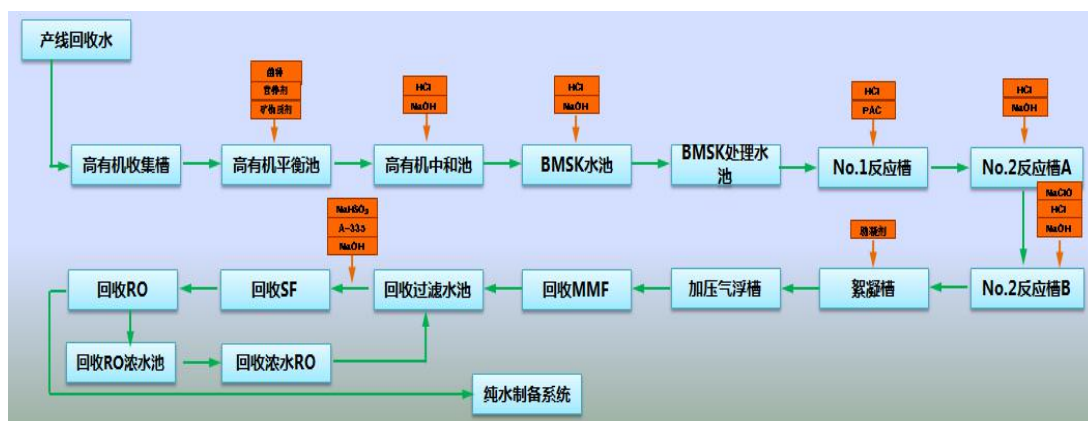 产线回收水
菌种
营养剂
矿物质剂
HCl
NaOH
HCl
NaOH
HCl
PAC
HCl
NaOH
高有机收集槽
高有机平衡池
高有机中和池
BMSK水池
BMSK处理水
池
No.1反应槽
No.2反应槽A
NaHSO₃
A-335
NaOH
助凝剂
NaClO
HCl
NaOH
回收RO
回收SF
回收过滤水池
回收MMF
加压气浮槽
絮凝槽
No.2反应槽B
回收RO浓水池
回收浓水RO
纯水制备系统